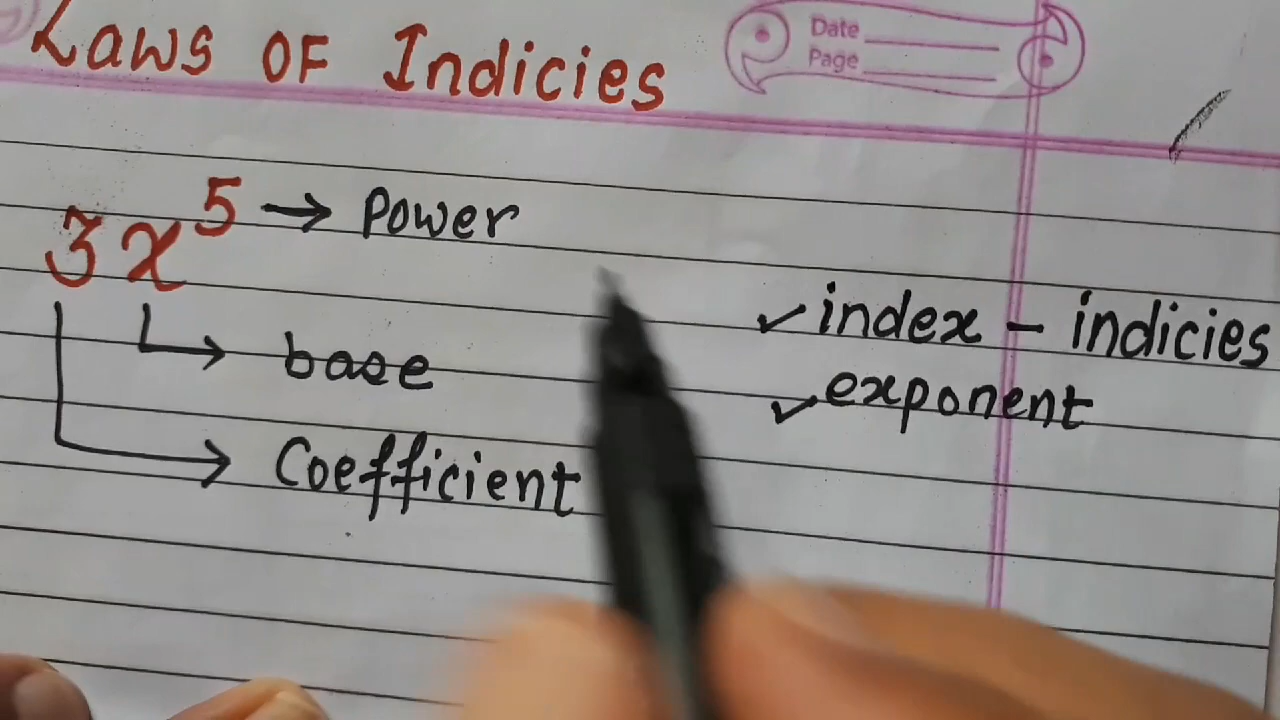 Laws of Indicies
Date
Page
3x⁵ → Power
base
Coefficient
✓index - indicies
✓exponent